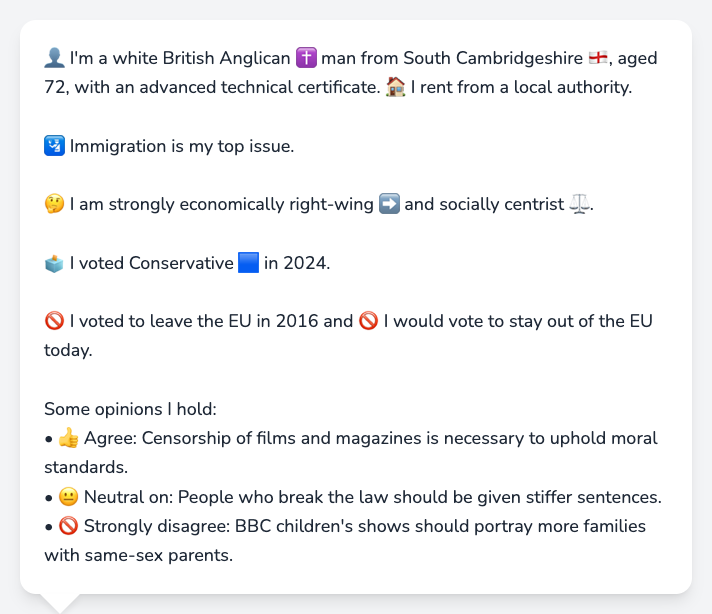 👤 I'm a white British Anglican ✝️ man from South Cambridgeshire 🏴󠁧󠁢󠁥󠁮󠁧󠁿, aged
72, with an advanced technical certificate. 🏠 I rent from a local authority.
🛂 Immigration is my top issue.
🤔 I am strongly economically right-wing ➡️ and socially centrist ⚖️.
🗳️ I voted Conservative 🟦 in 2024.
🚫 I voted to leave the EU in 2016 and 🚫 I would vote to stay out of the EU
today.
Some opinions I hold:
• 👍 Agree: Censorship of films and magazines is necessary to uphold moral
standards.
• 😐 Neutral on: People who break the law should be given stiffer sentences.
• 🚫 Strongly disagree: BBC children's shows should portray more families
with same-sex parents.